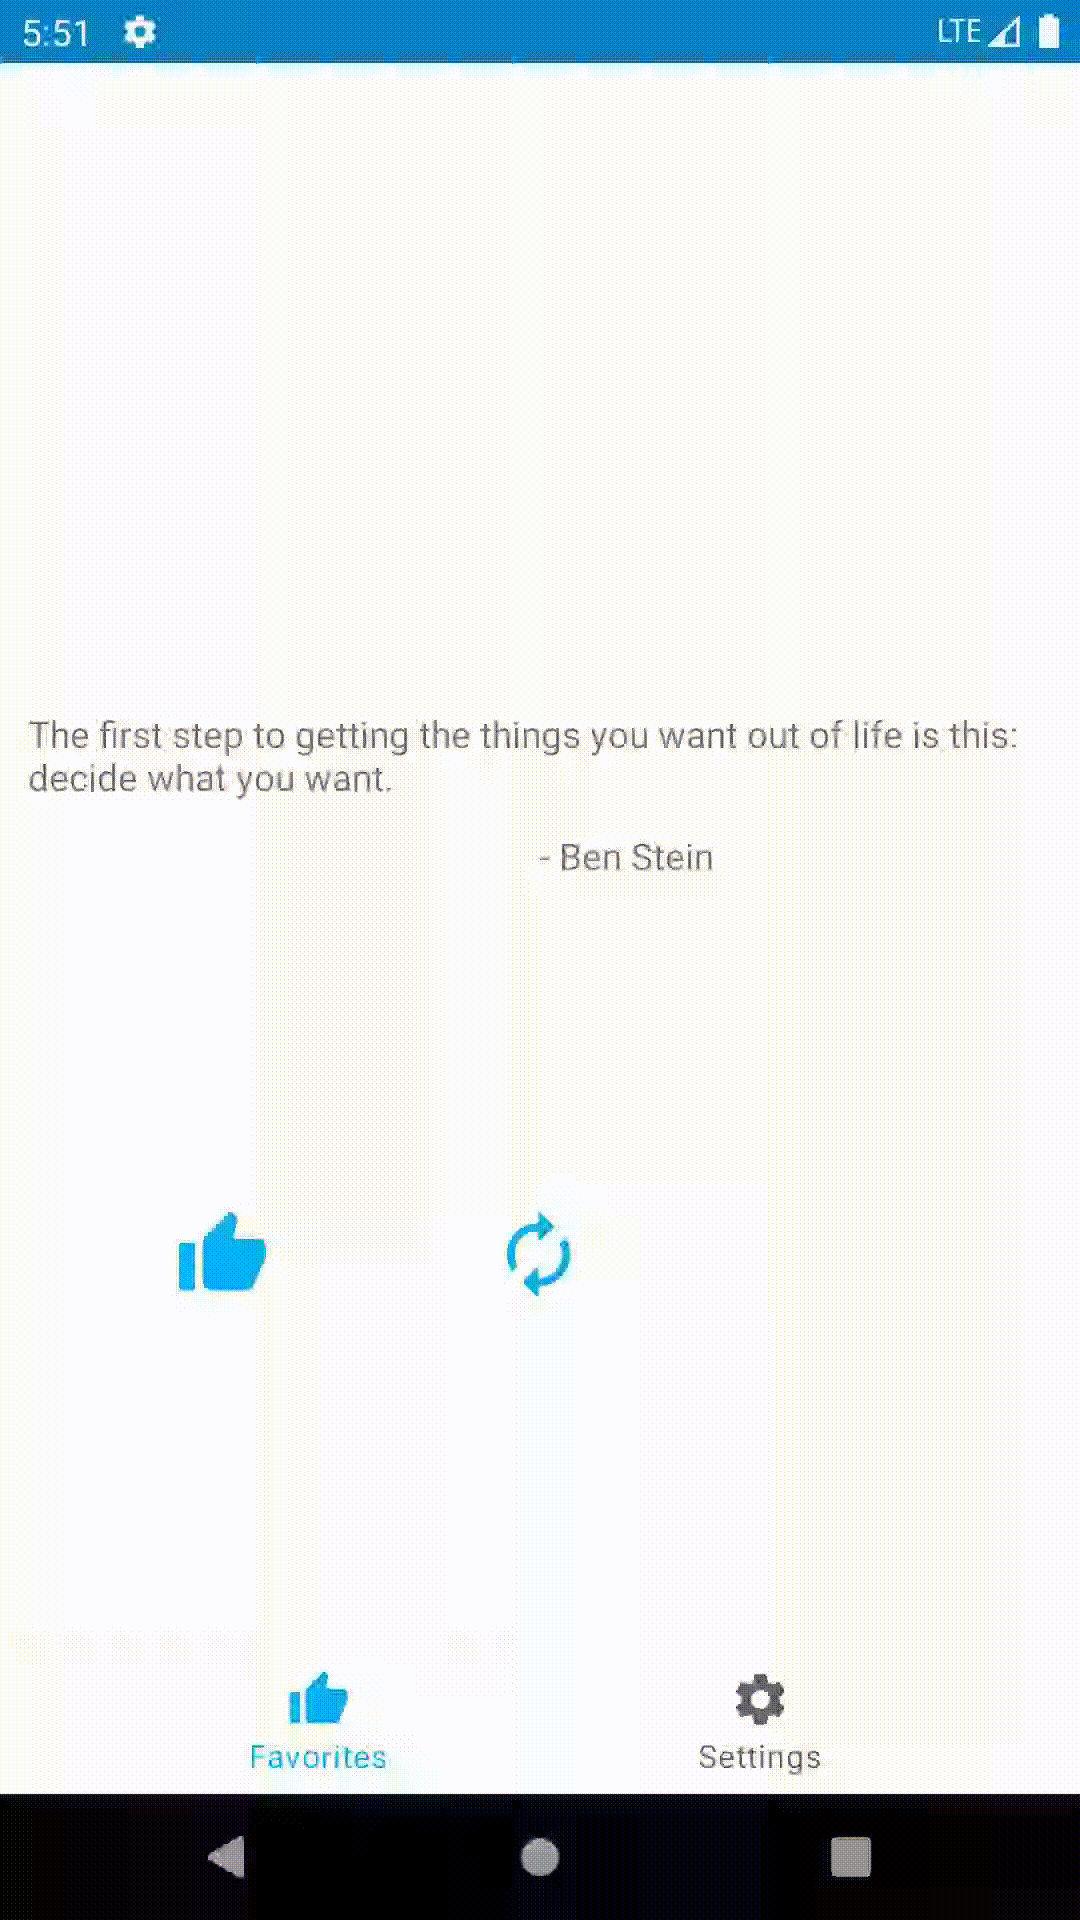 5:51 LTE
The first step to getting the things you want out of life is this:
decide what you want.
- Ben Stein
Favorites Settings